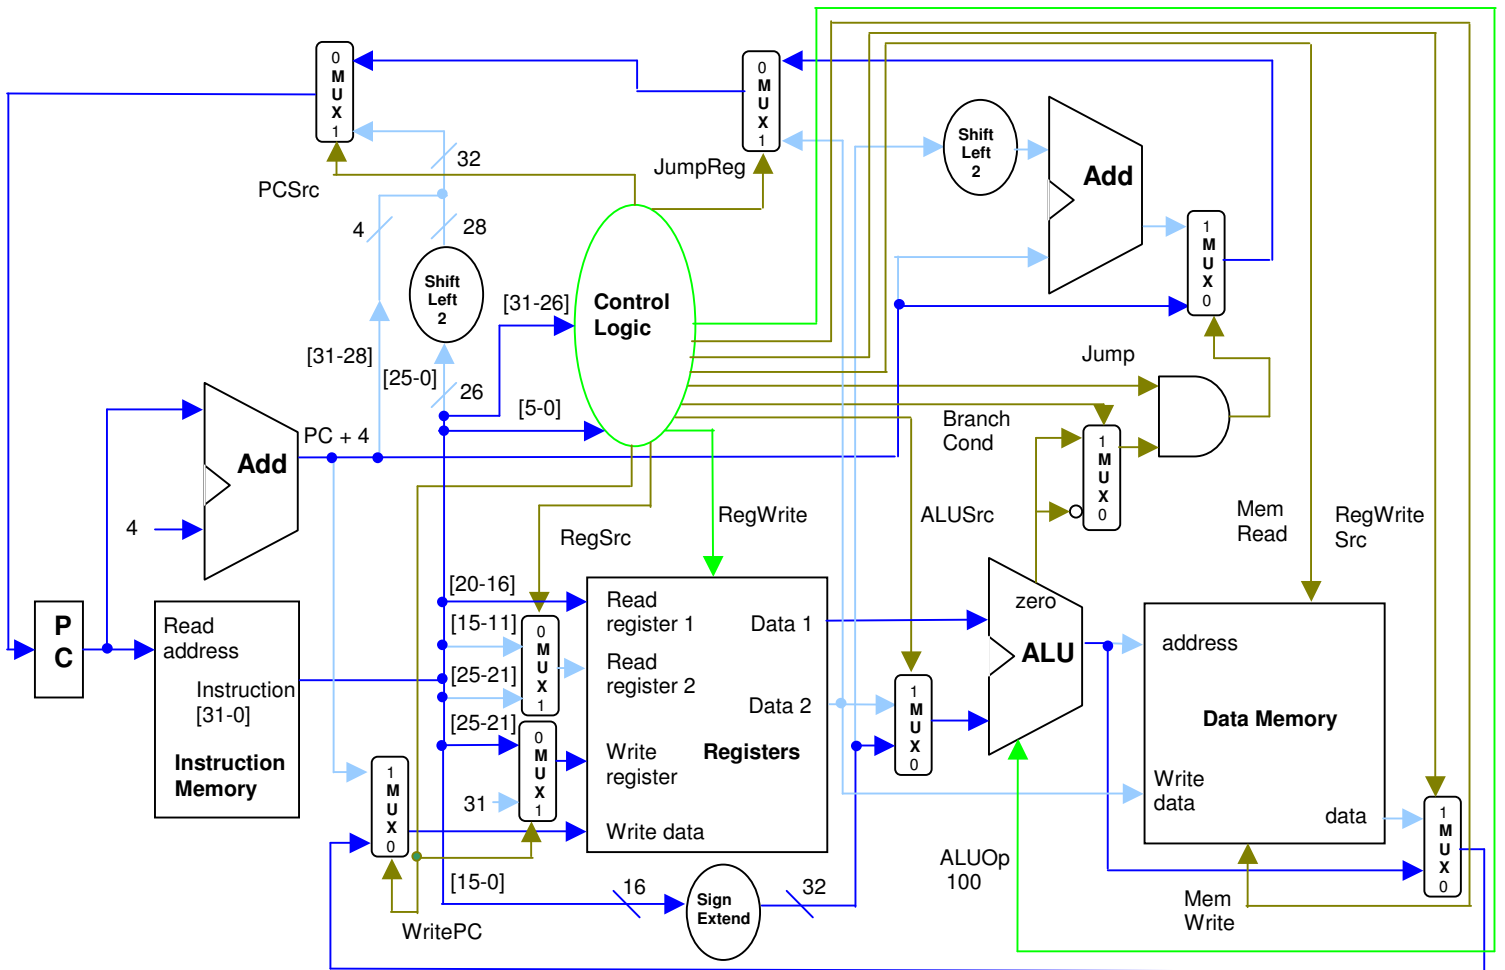 0
M
U
X
1
0
M
U
X
1
32
PCSrc
JumpReg
4
28
Shift
Left
2
Shift
Left
2
Add
1
M
U
X
0
[31-26]
Control
Logic
[31-28]
[25-0]
26
[5-0]
Jump
Branch
Cond
1
M
U
X
0
PC + 4
Add
4
RegSrc
RegWrite
ALUSrc
Mem
Read
RegWrite
Src
P
C
Read
address
Instruction
[31-0]
Instruction
Memory
[20-16]
[15-11]
[25-21]
[25-21]
0
M
U
X
1
0
M
U
X
1
31
Read
register 1
Read
register 2
Write
register
Write data
Data 1
Data 2
Registers
zero
ALU
1
M
U
X
0
address
Data Memory
Write
data
data
1
M
U
X
0
1
M
U
X
0
WritePC
[15-0]
16
Sign
Extend
32
ALUOp
100
Mem
Write